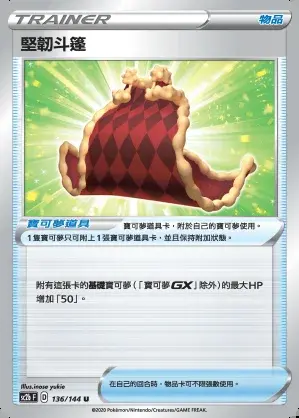 TRAINER 物品
堅韌斗篷
寶可夢道具 寶可夢道具卡，附於自己的寶可夢使用。
1隻寶可夢只可附上1張寶可夢道具卡，並且保持附加狀態。
附有這張卡的基礎寶可夢（「寶可夢GX」除外）的最大HP
增加「50」。
Illus.inose yukie
SC2b F D 136/144 U
在自己的回合時，物品卡可不限張數使用。
©2020 Pokémon/Nintendo/Creatures/GAME FREAK.